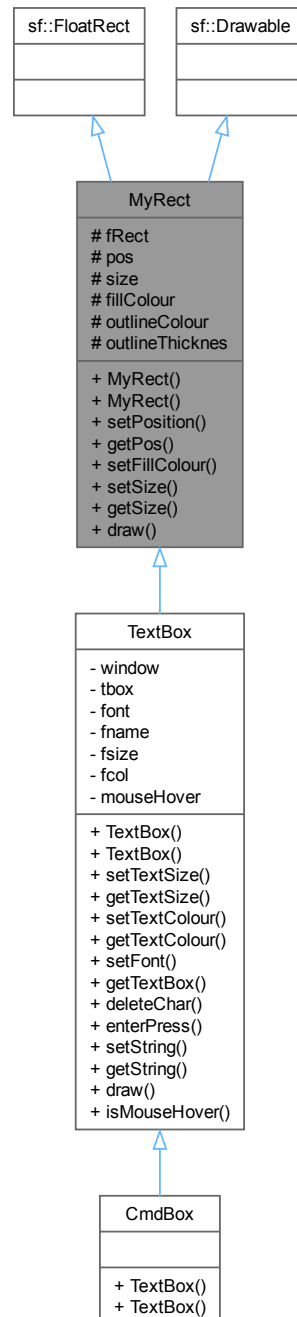 sf::FloatRect
sf::Drawable
MyRect
# fRect
# pos
# size
# fillColour
# outlineColour
# outlineThicknes
+ MyRect()
+ MyRect()
+ setPosition()
+ getPos()
+ setFillColour()
+ setSize()
+ getSize()
+ draw()
TextBox
- window
- tbox
- font
- fname
- fsize
- fcol
- mouseHover
+ TextBox()
+ TextBox()
+ setTextSize()
+ getTextSize()
+ setTextColour()
+ getTextColour()
+ setFont()
+ getTextBox()
+ deleteChar()
+ enterPress()
+ setString()
+ getString()
+ draw()
+ isMouseHover()
CmdBox
+ TextBox()
+ TextBox()